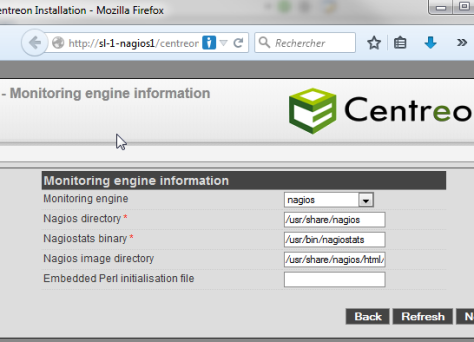 entreon Installation - Mozilla Firefox
http://sl-1-nagios1/centreor
Rechercher
- Monitoring engine information
Centreo
Monitoring engine information
Monitoring engine nagios
Nagios directory * /usr/share/nagios
Nagiostats binary * /usr/bin/nagiostats
Nagios image directory /usr/share/nagios/html/
Embedded Perl initialisation file
Back Refresh N